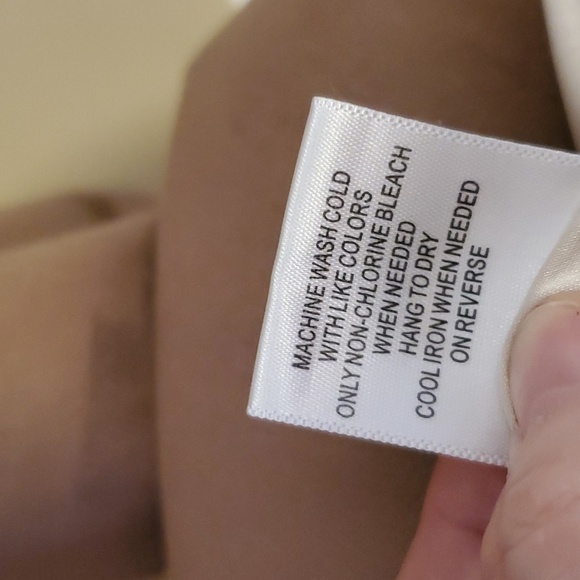 MACHINE WASH COLD
WITH LIKE COLORS
ONLY NON-CHLORINE BLEACH
WHEN NEEDED
HANG TO DRY
COOL IRON WHEN NEEDED
ON REVERSE